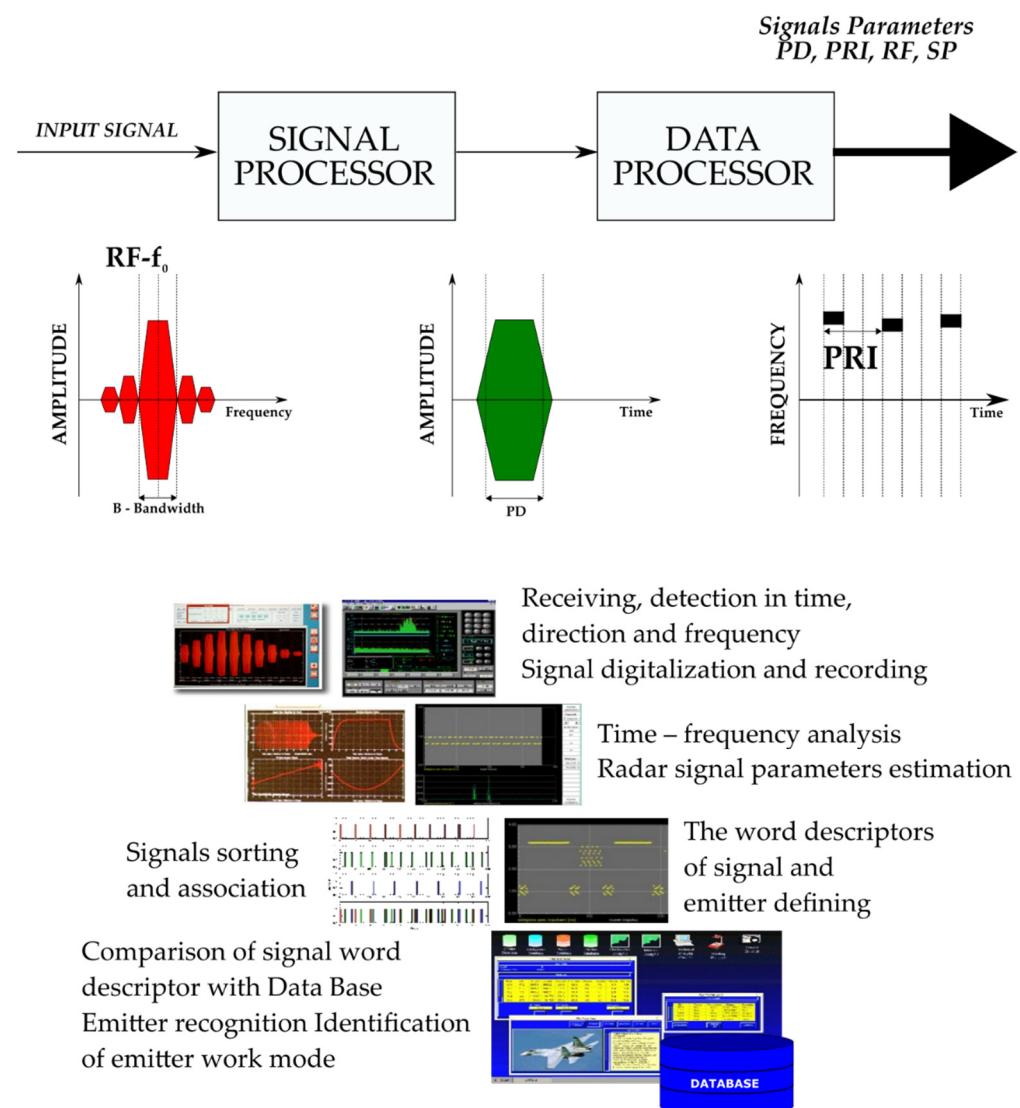 Signals Parameters
PD, PRI, RF, SP
INPUT SIGNAL
SIGNAL
PROCESSOR
DATA
PROCESSOR
RF-f₀
AMPLITUDE
Frequency
B - Bandwidth
AMPLITUDE
Time
PD
FREQUENCY
PRI
Time
Receiving, detection in time,
direction and frequency
Signal digitalization and recording
Time – frequency analysis
Radar signal parameters estimation
Signals sorting
and association
The word descriptors
of signal and
emitter defining
Comparison of signal word
descriptor with Data Base
Emitter recognition Identification
of emitter work mode
DATABASE